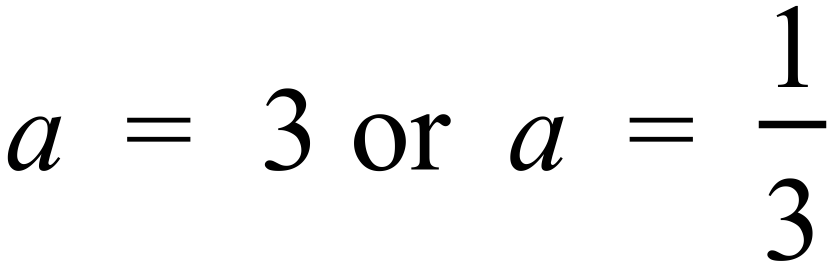 a = 3 or a = 1/3